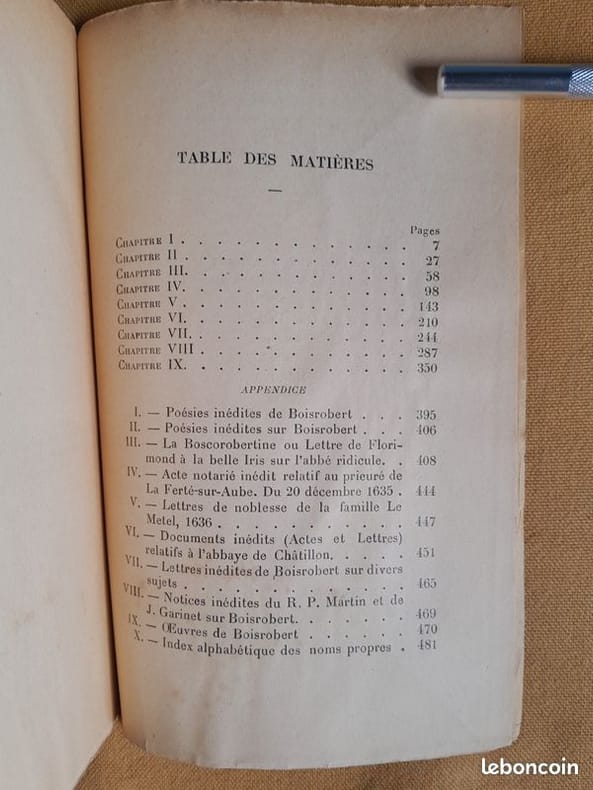 TABLE DES MATIÈRES
Pages
CHAPITRE I . . . . . . . . . . . . . 7
CHAPITRE II . . . . . . . . . . . . 27
CHAPITRE III. . . . . . . . . . . . 58
CHAPITRE IV. . . . . . . . . . . . 98
CHAPITRE V . . . . . . . . . . . . 143
CHAPITRE VI. . . . . . . . . . . . 210
CHAPITRE VII. . . . . . . . . . . . 244
CHAPITRE VIII . . . . . . . . . . . 287
CHAPITRE IX. . . . . . . . . . . . 350
APPENDICE
I. — Poésies inédites de Boisrobert . . . 395
II. — Poésies inédites sur Boisrobert . . . 406
III. — La Boscorobertine ou Lettre de Flori-
mond à la belle Iris sur l'abbé ridicule. . 408
IV. — Acte notarié inédit relatif au prieuré de
La Ferté-sur-Aube. Du 20 décembre 1635 . 444
V. — Lettres de noblesse de la famille Le
Metel, 1636 . . . . . . . . . . 447
VI. — Documents inédits (Actes et Lettres)
relatifs à l'abbaye de Châtillon. . . . . 451
VII. — Lettres inédites de Boisrobert sur divers
sujets . . . . . . . . . . . . 465
VIII. — Notices inédites du R. P. Martin et de
J. Garinet sur Boisrobert. . . . . . 469
IX. — Œuvres de Boisrobert . . . . . . 470
X. — Index alphabétique des noms propres . 481
leboncoin